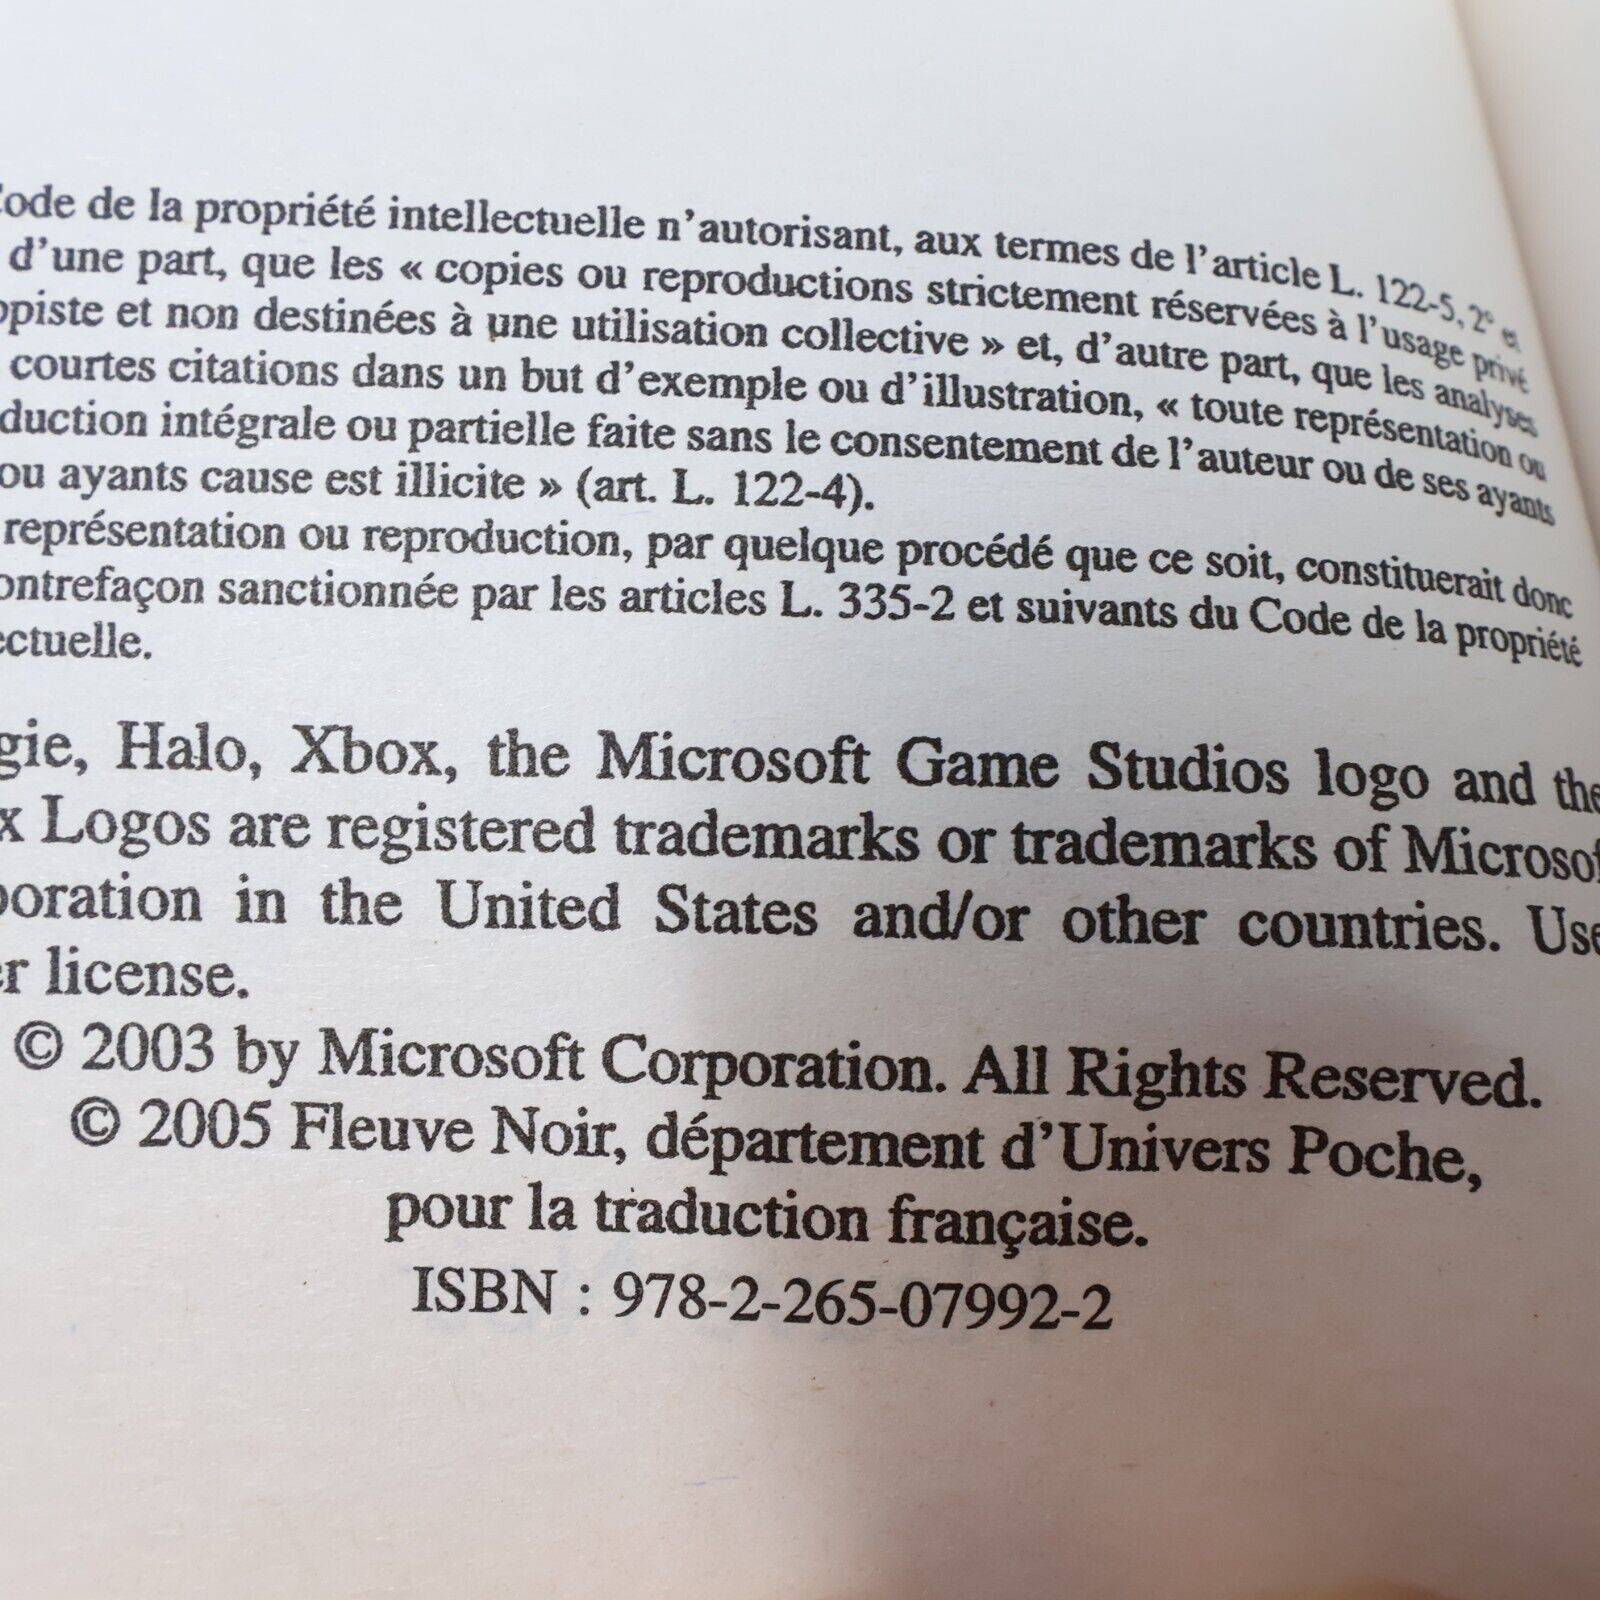 Code de la propriété intellectuelle n'autorisant, aux termes de l'article L. 122-5, 2° et
d'une part, que les « copies ou reproductions strictement réservées à l'usage privé
opiste et non destinées à une utilisation collective » et, d'autre part, que les analyses
courtes citations dans un but d'exemple ou d'illustration, « toute représentation ou
duction intégrale ou partielle faite sans le consentement de l'auteur ou de ses ayants
ou ayants cause est illicite » (art. L. 122-4).
représentation ou reproduction, par quelque procédé que ce soit, constituerait donc
ontrefaçon sanctionnée par les articles L. 335-2 et suivants du Code de la propriété
ectuelle.
gie, Halo, Xbox, the Microsoft Game Studios logo and the
x Logos are registered trademarks or trademarks of Microsof
poration in the United States and/or other countries. Use
er license.
© 2003 by Microsoft Corporation. All Rights Reserved.
© 2005 Fleuve Noir, département d'Univers Poche,
pour la traduction française.
ISBN : 978-2-265-07992-2